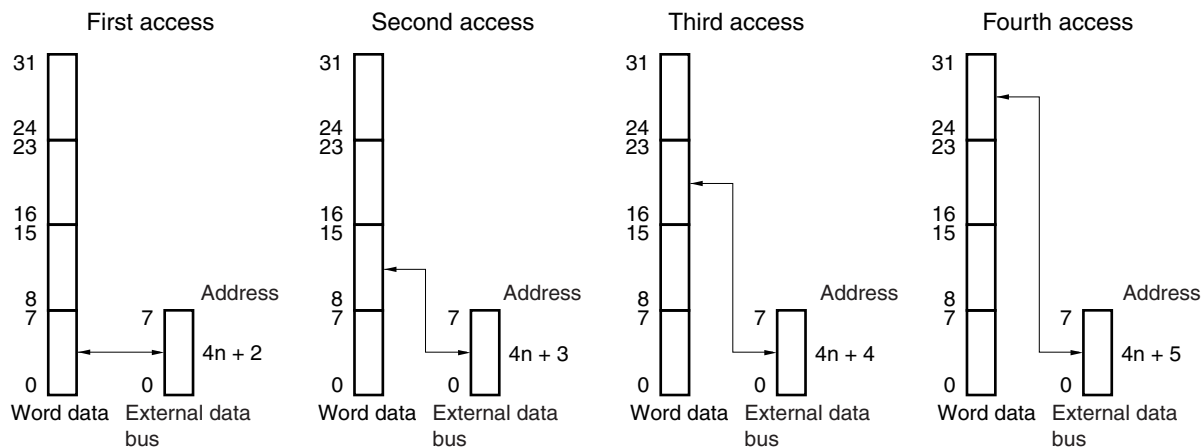 First access
31
24
23
16
15
8
7
0
Word data
Address
7
4n + 2
0
External data
bus
Second access
31
24
23
16
15
8
7
0
Word data
Address
7
4n + 3
0
External data
bus
Third access
31
24
23
16
15
8
7
0
Word data
Address
7
4n + 4
0
External data
bus
Fourth access
31
24
23
16
15
8
7
0
Word data
Address
7
4n + 5
0
External data
bus